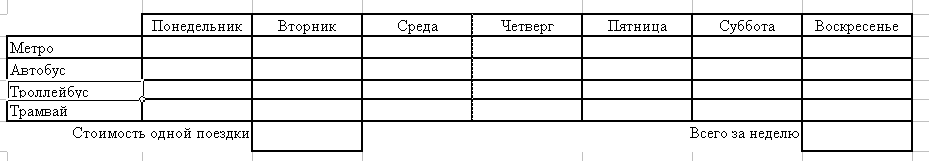 Понедельник Вторник Среда Четверг Пятница Суббота Воскресенье
Метро
Автобус
Троллейбус
Трамвай
Стоимость одной поездки Всего за неделю